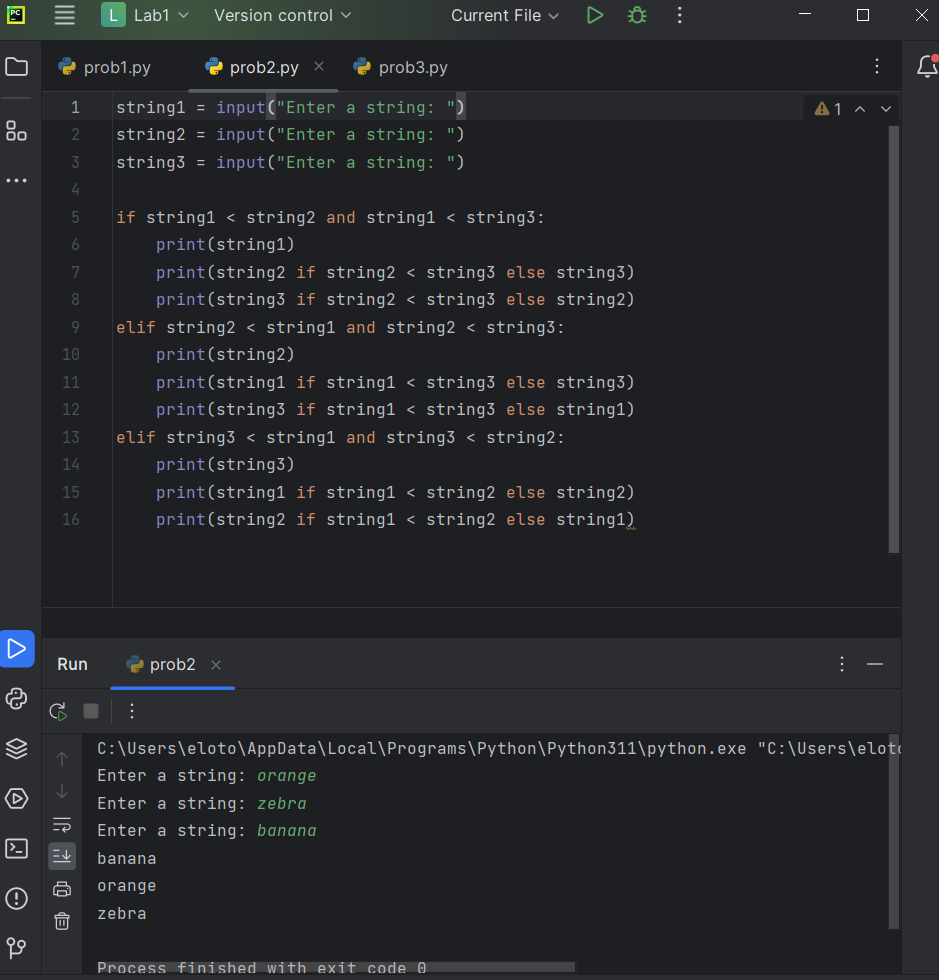 PC L Lab1 Version control Current File
prob1.py prob2.py prob3.py
1 string1 = input("Enter a string: ") 1
2 string2 = input("Enter a string: ")
3 string3 = input("Enter a string: ")
4
5 if string1 < string2 and string1 < string3:
6     print(string1)
7     print(string2 if string2 < string3 else string3)
8     print(string3 if string2 < string3 else string2)
9 elif string2 < string1 and string2 < string3:
10     print(string2)
11     print(string1 if string1 < string3 else string3)
12     print(string3 if string1 < string3 else string1)
13 elif string3 < string1 and string3 < string2:
14     print(string3)
15     print(string1 if string1 < string2 else string2)
16     print(string2 if string1 < string2 else string1)
Run prob2
C:\Users\eloto\AppData\Local\Programs\Python\Python311\python.exe "C:\Users\eloto
Enter a string: orange
Enter a string: zebra
Enter a string: banana
banana
orange
zebra
Process finished with exit code 0